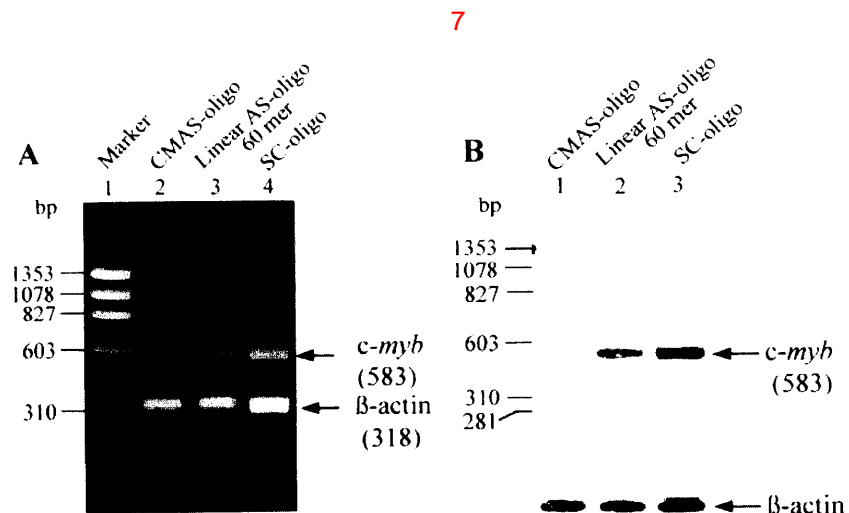 7
A
Marker
CMAS-oligo
Linear AS-oligo
60 mer
SC-oligo
1 2 3 4
bp
1353
1078
827
603
310
c-myb
(583)
ß-actin
(318)
B
CMAS-oligo
Linear AS-oligo
60 mer
SC-oligo
1 2 3
bp
1353
1078
827
603
310
281
c-myb
(583)
ß-actin